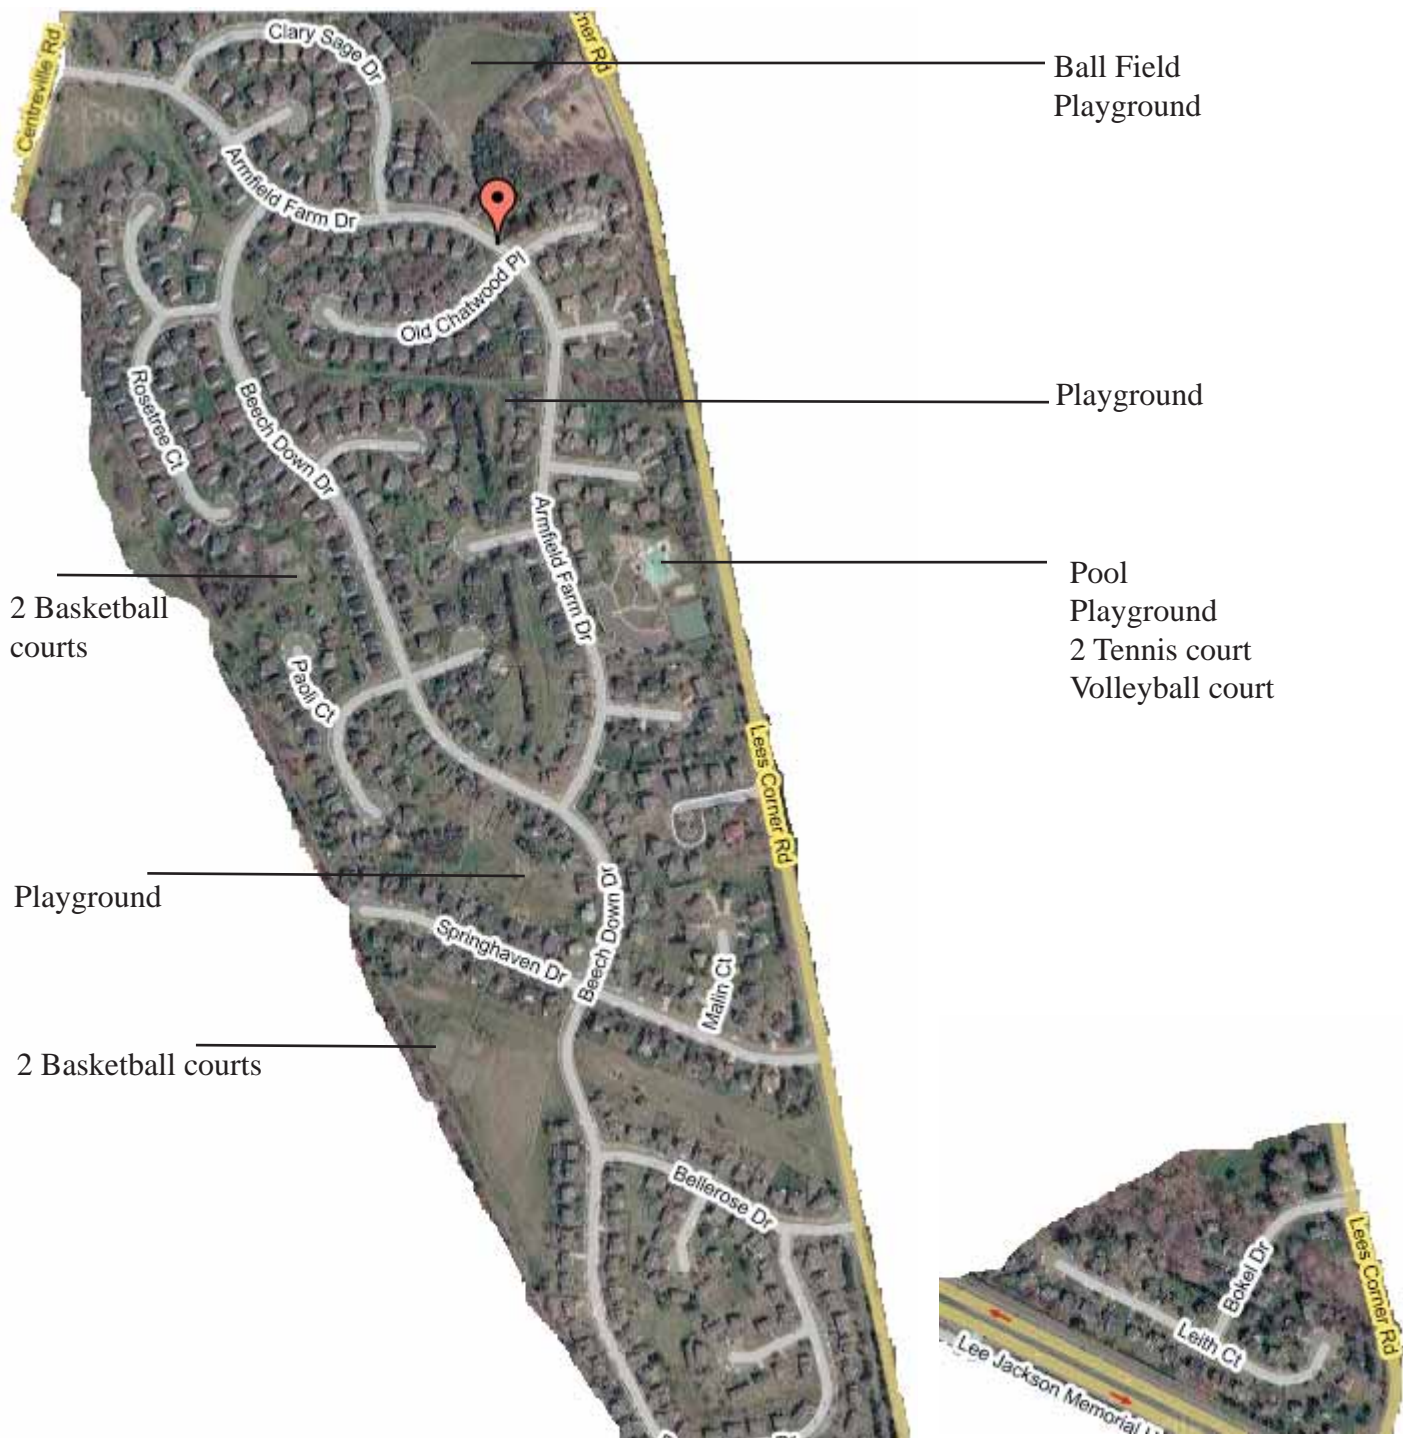 Centreville Rd
Clary Sage Dr
ner Rd
Ball Field
Playground
Armfield Farm Dr
Old Chatwood Pl
Rosetree Ct
Beech Down Dr
Playground
Armfield Farm Dr
2 Basketball
courts
Pool
Playground
2 Tennis court
Volleyball court
Paoli Ct
Lees Corner Rd
Playground
Beech Down Dr
Springhaven Dr
Malin Ct
2 Basketball courts
Bellerose Dr
Bokel Dr
Lees Corner Rd
Leith Ct
Lee Jackson Memorial